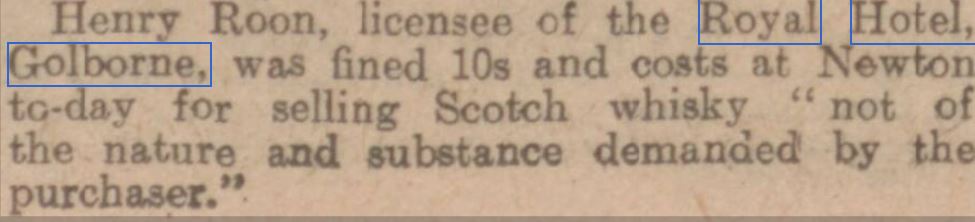 Henry Roon, licensee of the Royal Hotel,
Golborne, was fined 10s and costs at Newton
to-day for selling Scotch whisky “not of
the nature and substance demanded by the
purchaser.”